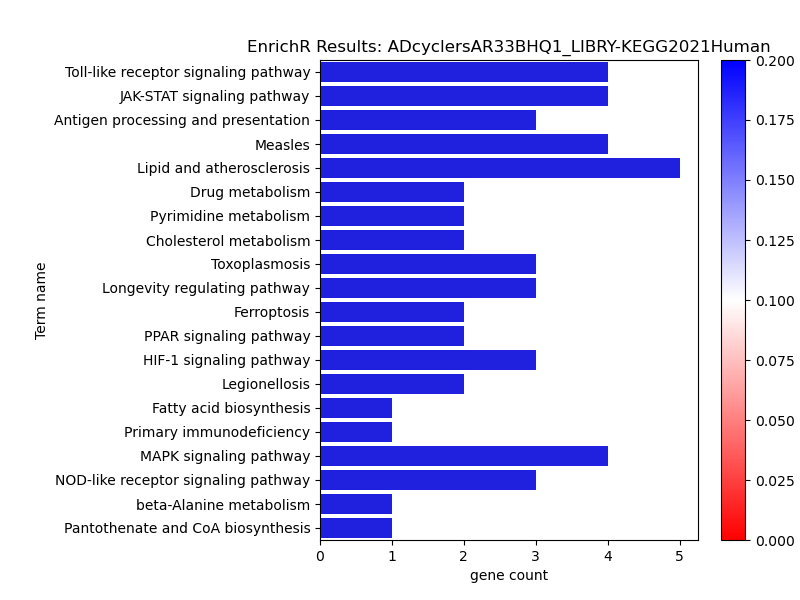 EnrichR Results: ADcyclersAR33BHQ1_LIBRY-KEGG2021Human
Toll-like receptor signaling pathway
JAK-STAT signaling pathway
Antigen processing and presentation
Measles
Lipid and atherosclerosis
Drug metabolism
Pyrimidine metabolism
Cholesterol metabolism
Toxoplasmosis
Longevity regulating pathway
Ferroptosis
PPAR signaling pathway
HIF-1 signaling pathway
Legionellosis
Fatty acid biosynthesis
Primary immunodeficiency
MAPK signaling pathway
NOD-like receptor signaling pathway
beta-Alanine metabolism
Pantothenate and CoA biosynthesis
Term name
0 1 2 3 4 5
gene count
0.200
0.175
0.150
0.125
0.100
0.075
0.050
0.025
0.000